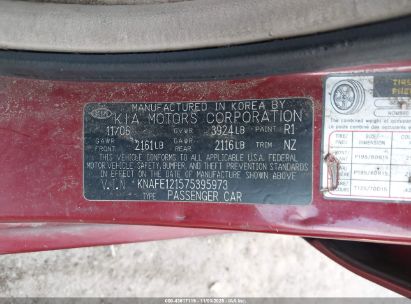 MANUFACTURED IN KOREA BY
KIA MOTORS CORPORATION
11/06 GVWR 3924LB PAINT R1
GAWR FRONT 2161LB GAWR REAR 2116LB TRIM NZ
THIS VEHICLE CONFORMS TO ALL APPLICABLE U.S.A. FEDERAL
MOTOR VEHICLE SAFETY, BUMPER, AND THEFT PREVENTION STANDARDS
IN EFFECT ON THE DATE OF MANUFACTURE SHOWN ABOVE.
V.I.N : KNAFE121575395973
TYPE : PASSENGER CAR
TIRE